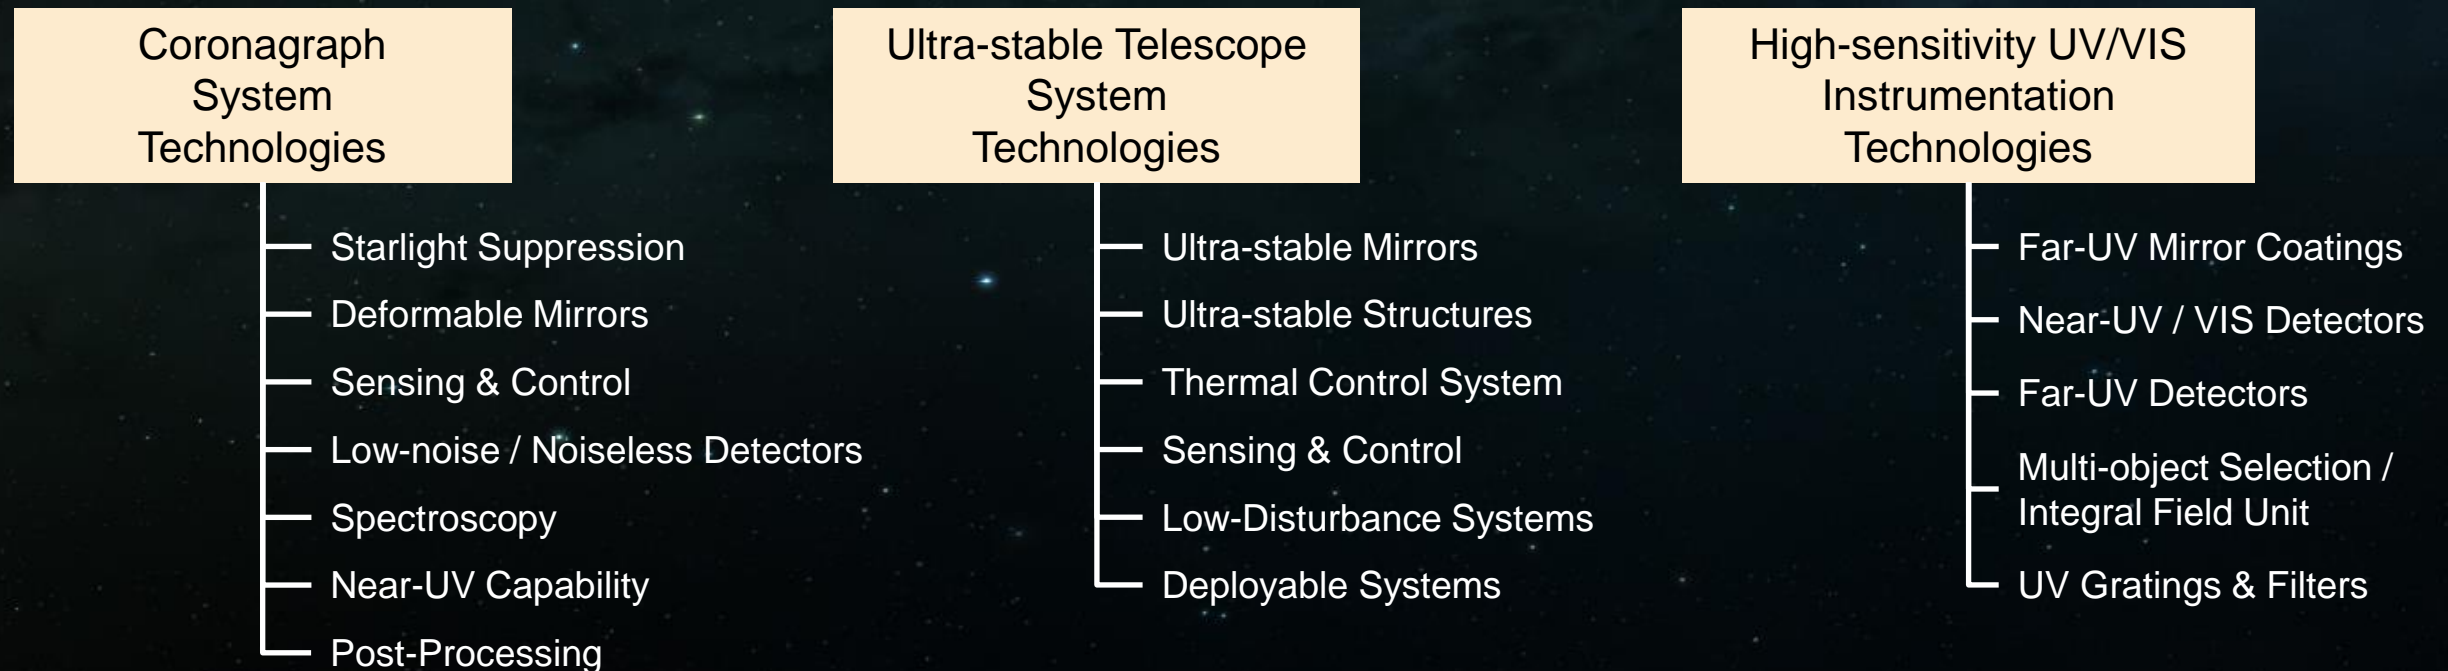 Coronagraph
System
Technologies
Starlight Suppression
Deformable Mirrors
Sensing & Control
Low-noise / Noiseless Detectors
Spectroscopy
Near-UV Capability
Post-Processing
Ultra-stable Telescope
System
Technologies
Ultra-stable Mirrors
Ultra-stable Structures
Thermal Control System
Sensing & Control
Low-Disturbance Systems
Deployable Systems
High-sensitivity UV/VIS
Instrumentation
Technologies
Far-UV Mirror Coatings
Near-UV / VIS Detectors
Far-UV Detectors
Multi-object Selection /
Integral Field Unit
UV Gratings & Filters